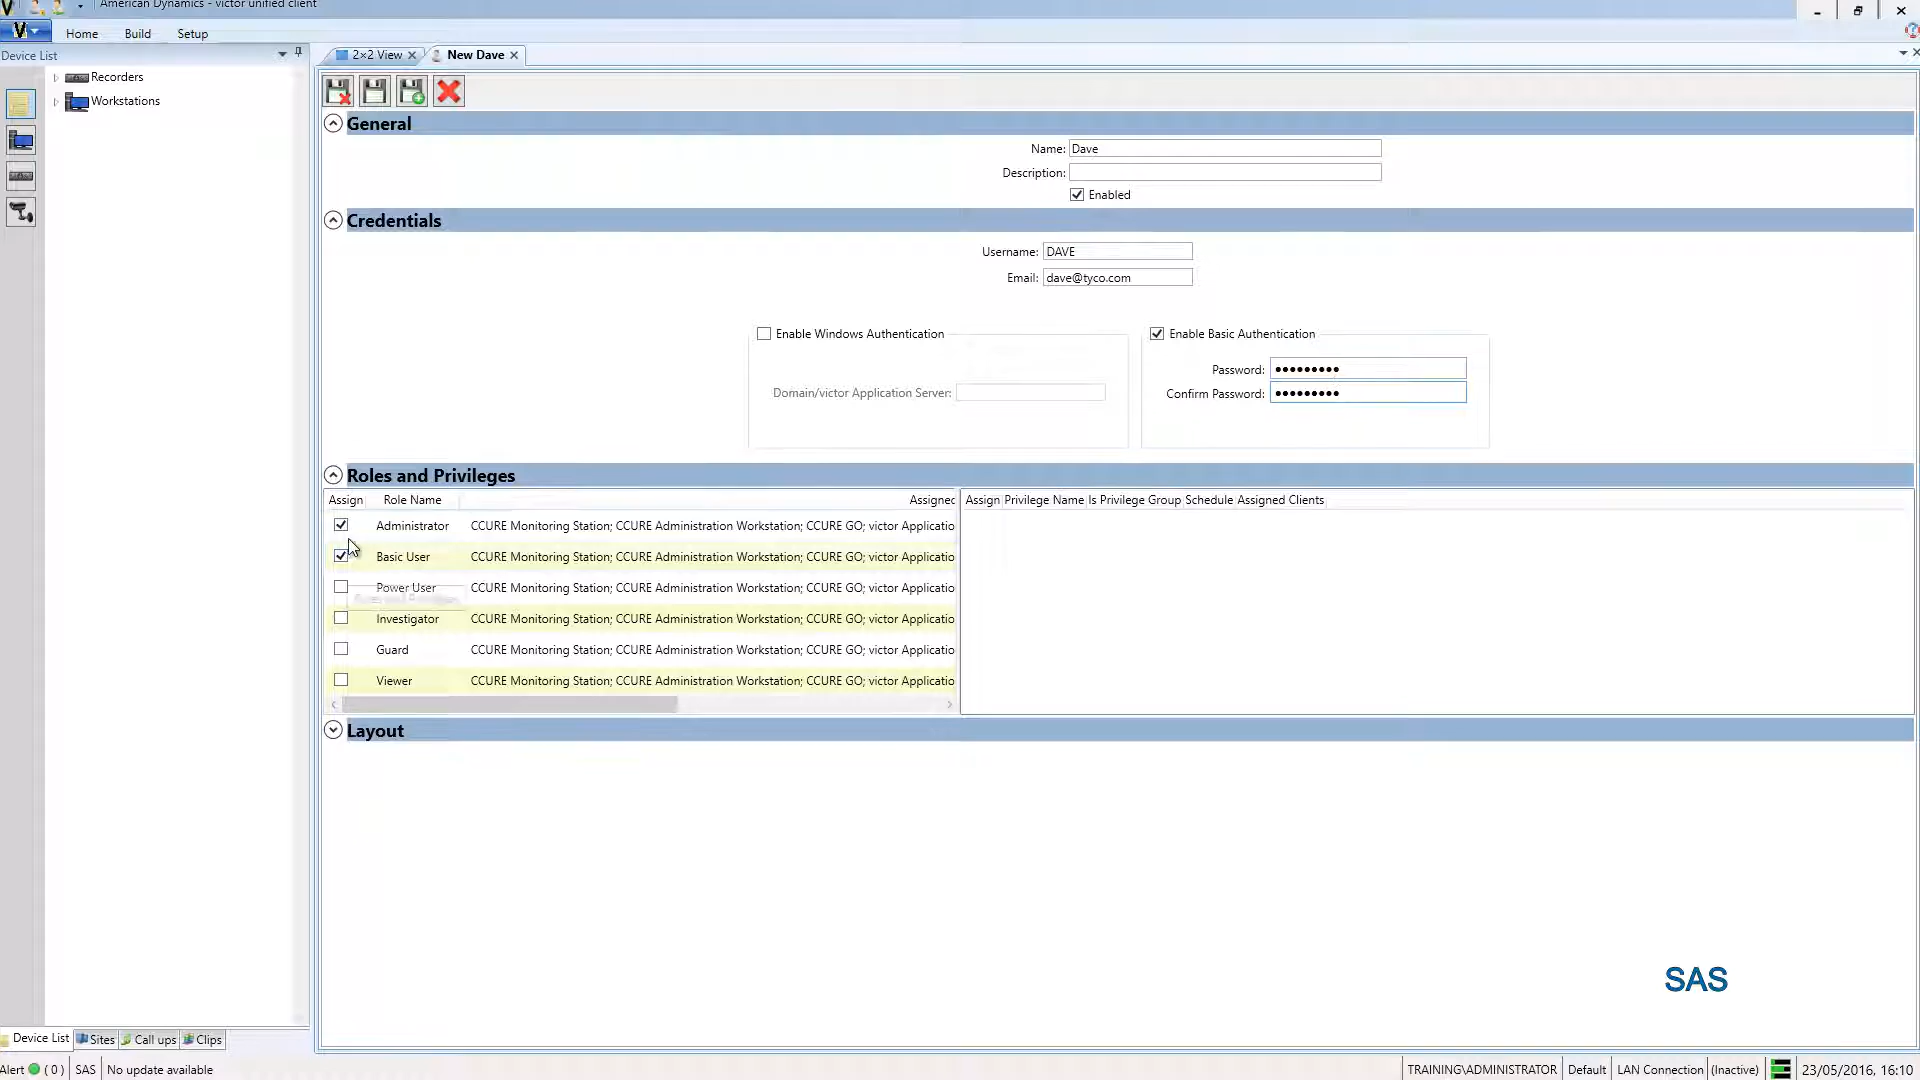 American Dynamics - victor unified client
Home Build Setup
Device List
2×2 View New Dave
Recorders
Workstations
General
Name: Dave
Description:
Enabled
Credentials
Username: DAVE
Email: dave@tyco.com
Enable Windows Authentication Enable Basic Authentication
Password: •••••••••
Domain/victor Application Server:
Confirm Password: •••••••••
Roles and Privileges
Assign Role Name Assigned Assign Privilege Name Is Privilege Group Schedule Assigned Clients
Administrator CCURE Monitoring Station; CCURE Administration Workstation; CCURE GO; victor Applicatio
Basic User CCURE Monitoring Station; CCURE Administration Workstation; CCURE GO; victor Applicatio
Power User CCURE Monitoring Station; CCURE Administration Workstation; CCURE GO; victor Applicatio
Investigator CCURE Monitoring Station; CCURE Administration Workstation; CCURE GO; victor Applicatio
Guard CCURE Monitoring Station; CCURE Administration Workstation; CCURE GO; victor Applicatio
Viewer CCURE Monitoring Station; CCURE Administration Workstation; CCURE GO; victor Applicatio
Layout
SAS
Device List Sites Call ups Clips
Alert ( 0 ) SAS No update available TRAINING\ADMINISTRATOR Default LAN Connection (Inactive) 23/05/2016, 16:10